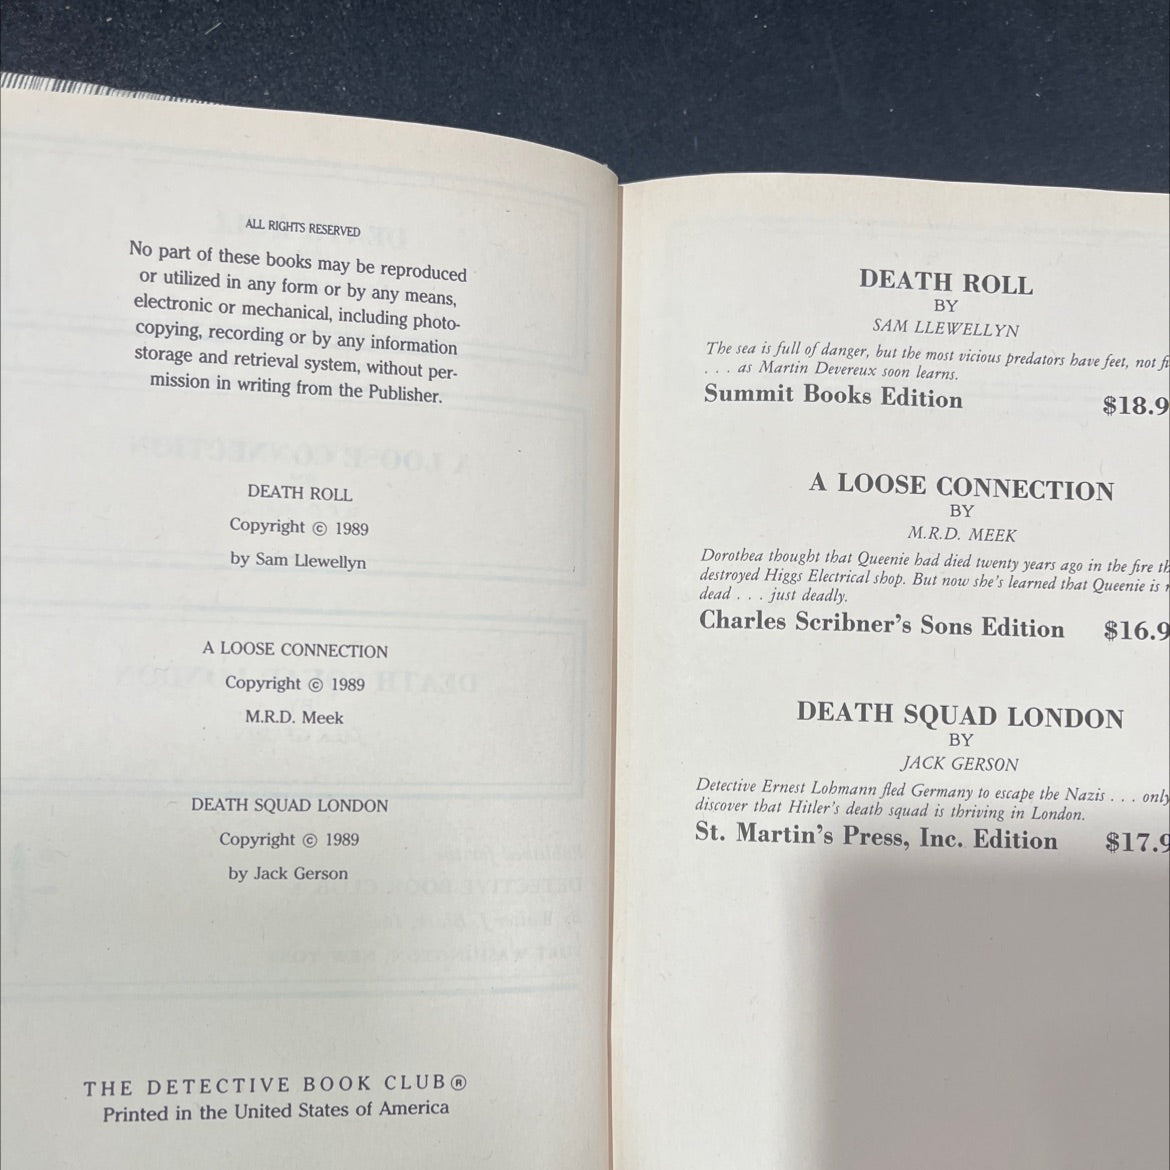 ALL RIGHTS RESERVED
No part of these books may be reproduced
or utilized in any form or by any means,
electronic or mechanical, including photo-
copying, recording or by any information
storage and retrieval system, without per-
mission in writing from the Publisher.
DEATH ROLL
Copyright © 1989
by Sam Llewellyn
A LOOSE CONNECTION
Copyright © 1989
M.R.D. Meek
DEATH SQUAD LONDON
Copyright © 1989
by Jack Gerson
THE DETECTIVE BOOK CLUB®
Printed in the United States of America
DEATH ROLL
BY
SAM LLEWELLYN
The sea is full of danger, but the most vicious predators have feet, not
. . . as Martin Devereux soon learns.
Summit Books Edition $18.9
A LOOSE CONNECTION
BY
M.R.D. MEEK
Dorothea thought that Queenie had died twenty years ago in the fire
destroyed Higgs Electrical shop. But now she's learned that Queenie is
dead . . . just deadly.
Charles Scribner's Sons Edition $16.9
DEATH SQUAD LONDON
BY
JACK GERSON
Detective Ernest Lohmann fled Germany to escape the Nazis . . . only
discover that Hitler's death squad is thriving in London.
St. Martin's Press, Inc. Edition $17.9